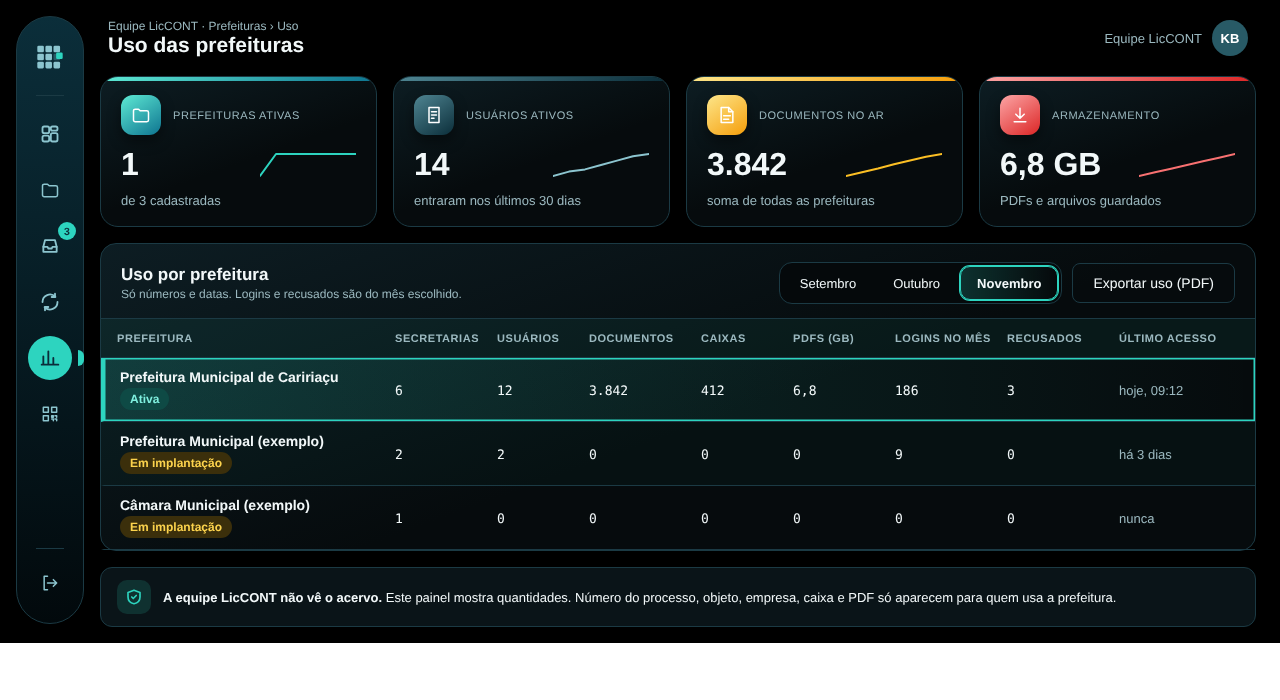 Equipe LicCONT · Prefeituras › Uso
Uso das prefeituras
Equipe LicCONT
KB
3
PREFEITURAS ATIVAS
1
de 3 cadastradas
USUÁRIOS ATIVOS
14
entraram nos últimos 30 dias
DOCUMENTOS NO AR
3.842
soma de todas as prefeituras
ARMAZENAMENTO
6,8 GB
PDFs e arquivos guardados
Uso por prefeitura
Só números e datas. Logins e recusados são do mês escolhido.
Setembro Outubro Novembro Exportar uso (PDF)
PREFEITURA SECRETARIAS USUÁRIOS DOCUMENTOS CAIXAS PDFS (GB) LOGINS NO MÊS RECUSADOS ÚLTIMO ACESSO
Prefeitura Municipal de Caririaçu
Ativa
6 12 3.842 412 6,8 186 3 hoje, 09:12
Prefeitura Municipal (exemplo)
Em implantação
2 2 0 0 0 9 0 há 3 dias
Câmara Municipal (exemplo)
Em implantação
1 0 0 0 0 0 0 nunca
A equipe LicCONT não vê o acervo. Este painel mostra quantidades. Número do processo, objeto, empresa, caixa e PDF só aparecem para quem usa a prefeitura.